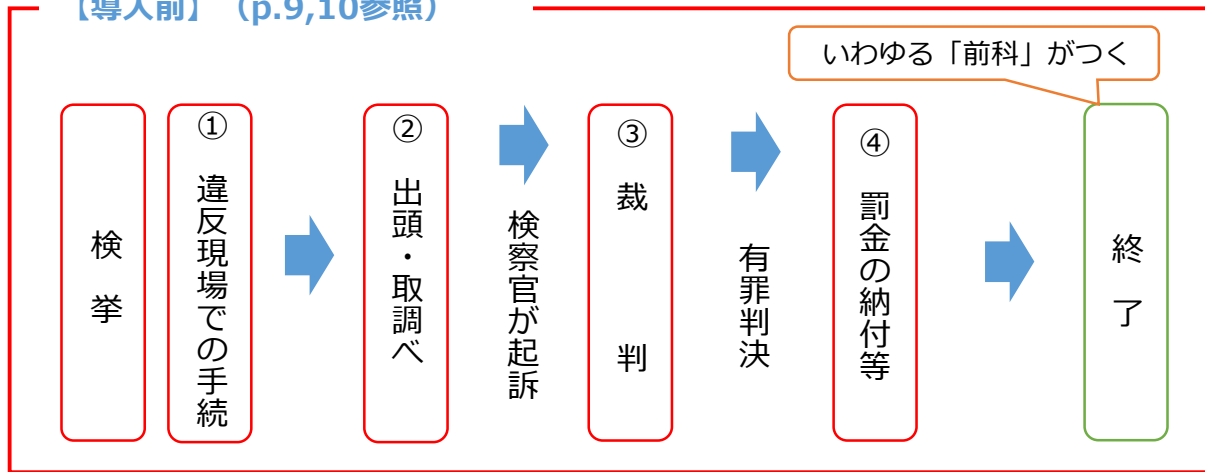 【導入前】（p.9,10参照）
いわゆる「前科」がつく
検挙
① 違反現場での手続
② 出頭・取調べ
検察官が起訴
③ 裁判
有罪判決
④ 罰金の納付等
終了